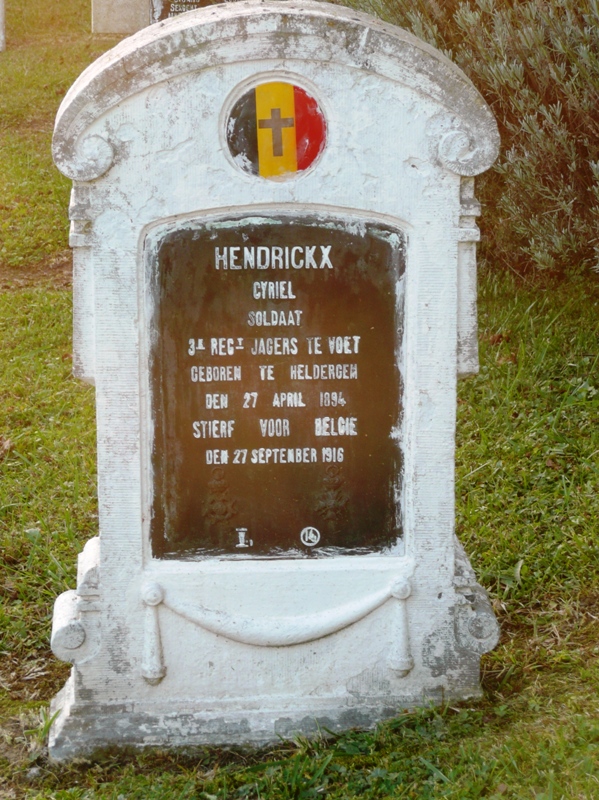 HENDRICKX
CYRIEL
SOLDAAT
3E REGT JAGERS TE VOET
GEBOREN TE HELDERGEM
DEN 27 APRIL 1894
STIERF VOOR BELGIE
DEN 27 SEPTEMBER 1916